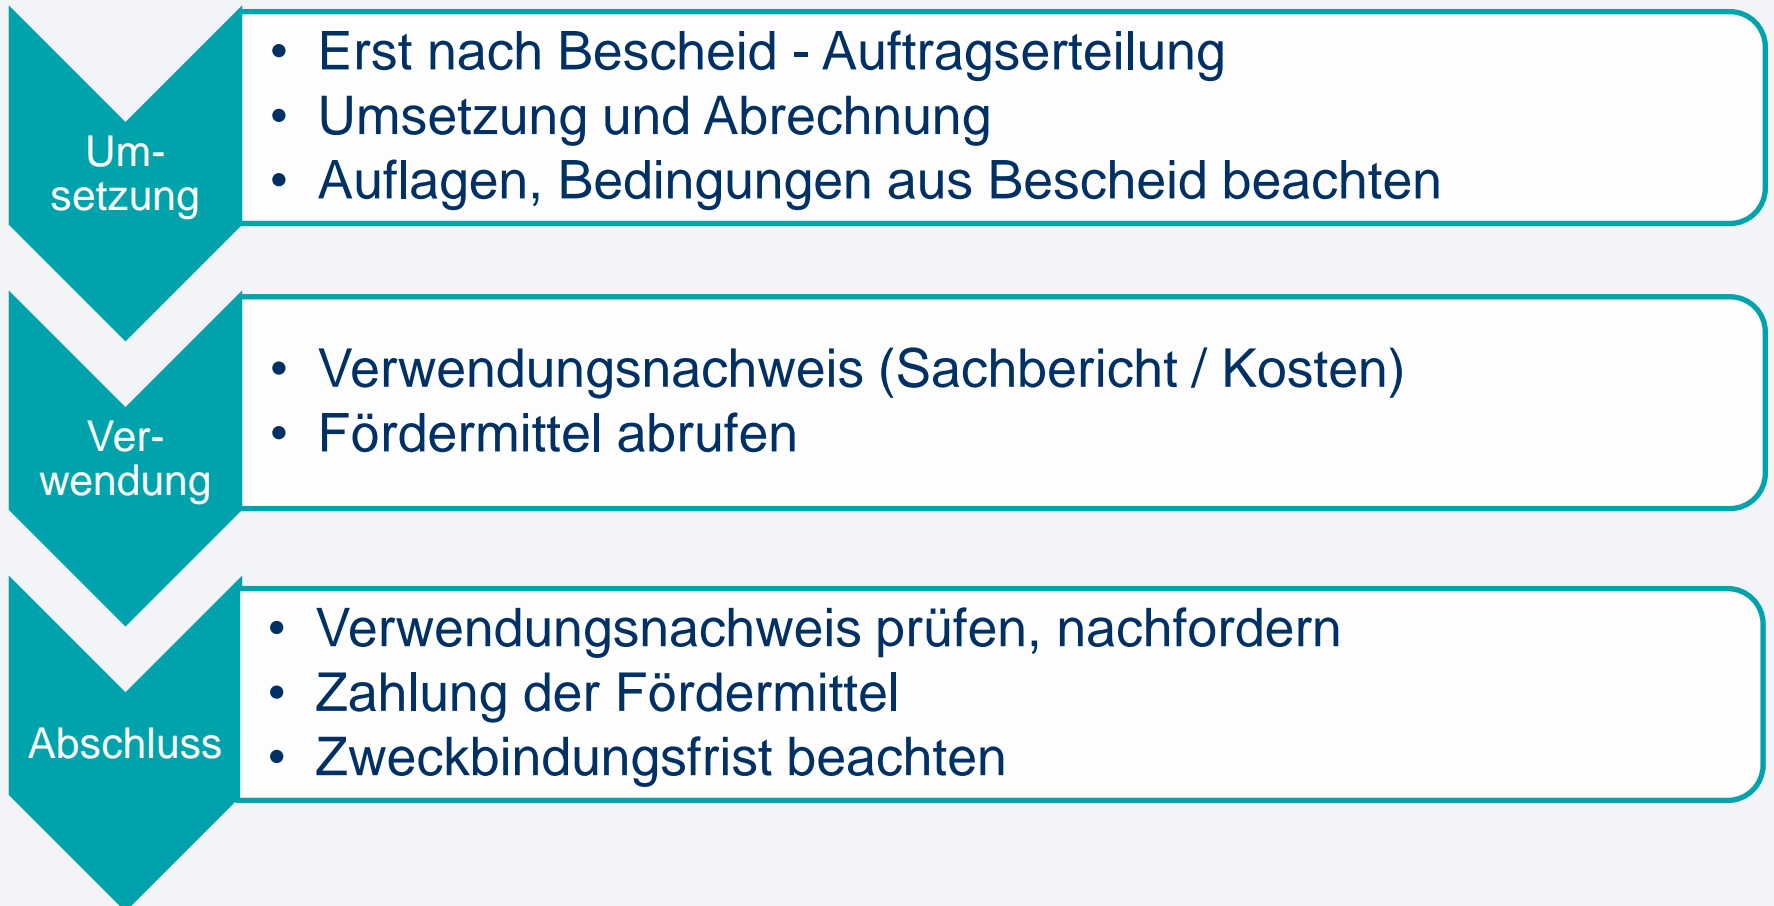 Um-
setzung
• Erst nach Bescheid - Auftragserteilung
• Umsetzung und Abrechnung
• Auflagen, Bedingungen aus Bescheid beachten
Ver-
wendung
• Verwendungsnachweis (Sachbericht / Kosten)
• Fördermittel abrufen
Abschluss
• Verwendungsnachweis prüfen, nachfordern
• Zahlung der Fördermittel
• Zweckbindungsfrist beachten